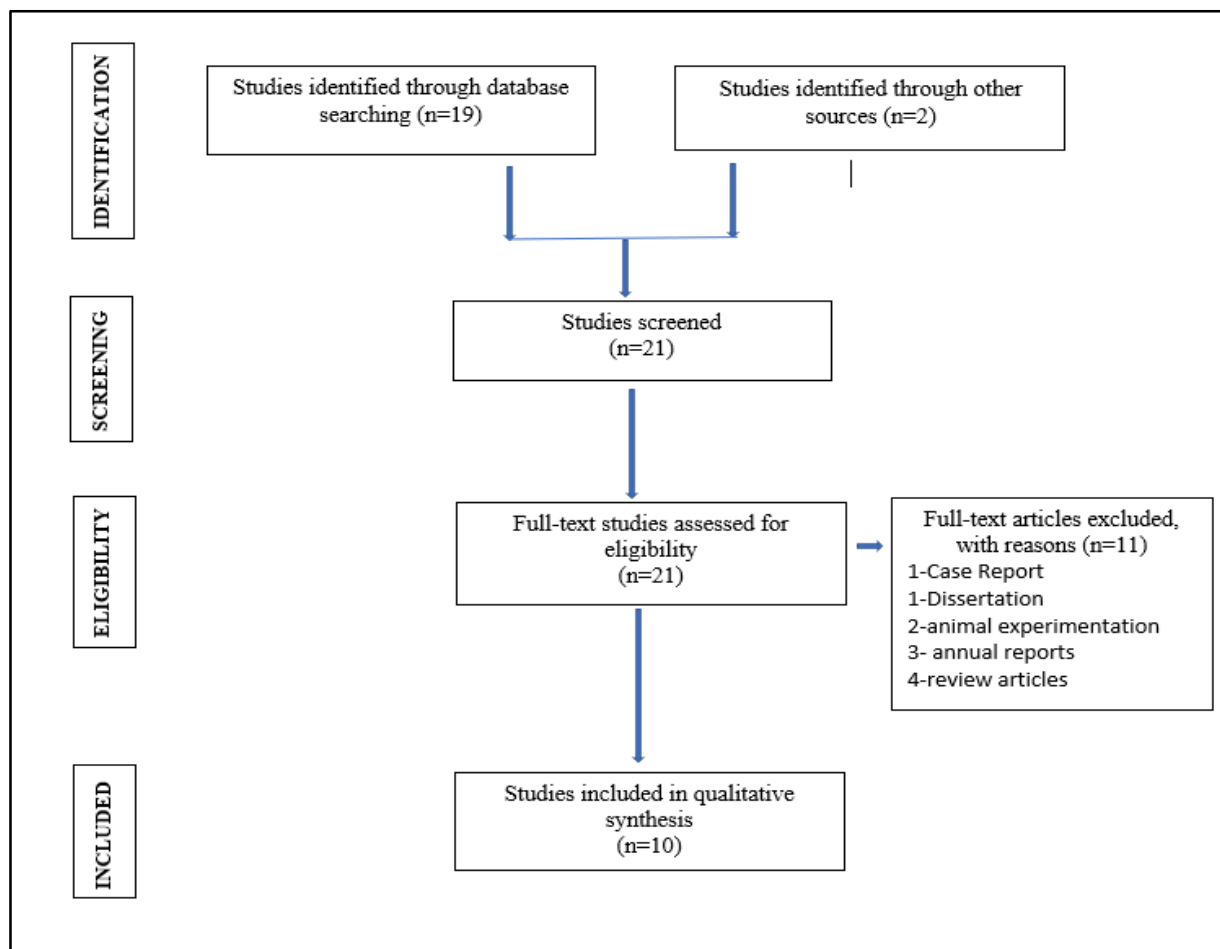 IDENTIFICATION
Studies identified through database
searching (n=19)
Studies identified through other
sources (n=2)
SCREENING
Studies screened
(n=21)
ELIGIBILITY
Full-text studies assessed for
eligibility
(n=21)
Full-text articles excluded,
with reasons (n=11)
1-Case Report
1-Dissertation
2-animal experimentation
3- annual reports
4-review articles
INCLUDED
Studies included in qualitative
synthesis
(n=10)